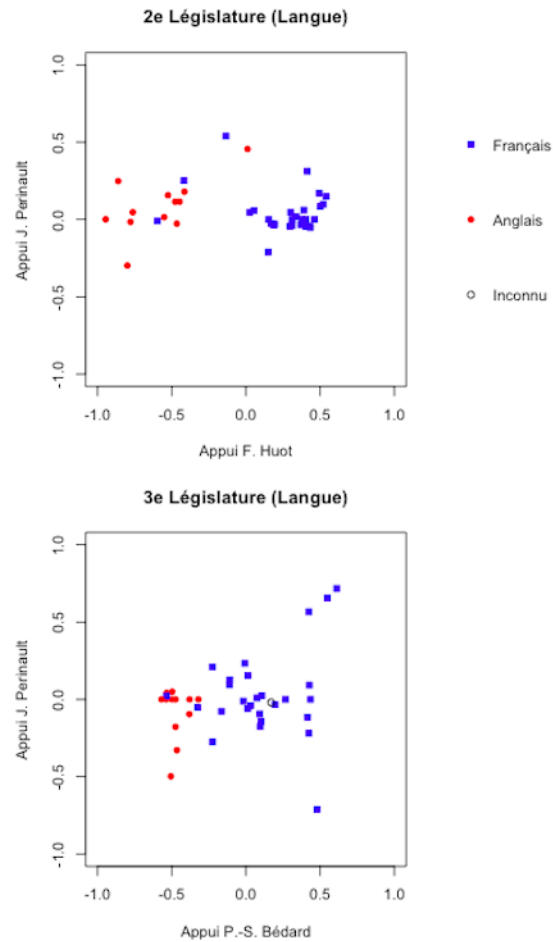 2e Législature (Langue)
1.0
0.5
0.0
-0.5
-1.0
Appui J. Perinault
-1.0 -0.5 0.0 0.5 1.0
Appui F. Huot
Français
Anglais
Inconnu
3e Législature (Langue)
1.0
0.5
0.0
-0.5
-1.0
Appui J. Perinault
-1.0 -0.5 0.0 0.5 1.0
Appui P.-S. Bédard